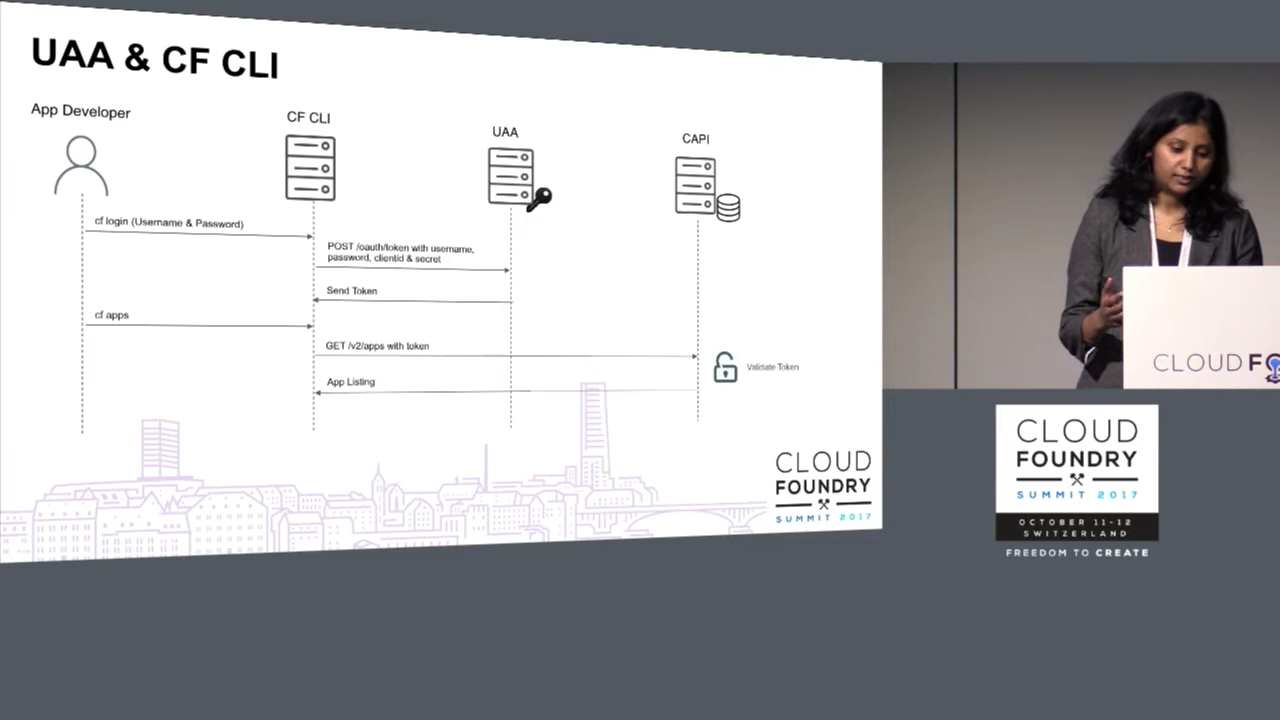 UAA & CF CLI
App Developer
CF CLI
UAA
CAPI
cf login (Username & Password)
POST /oauth/token with username,
password, clientid & secret
Send Token
cf apps
GET /v2/apps with token
Validate Token
App Listing
CLOUD
FOUNDRY
SUMMIT 2017
CLOUD FO
CLOUD
FOUNDRY
SUMMIT 2017
OCTOBER 11-12
SWITZERLAND
FREEDOM TO CREATE